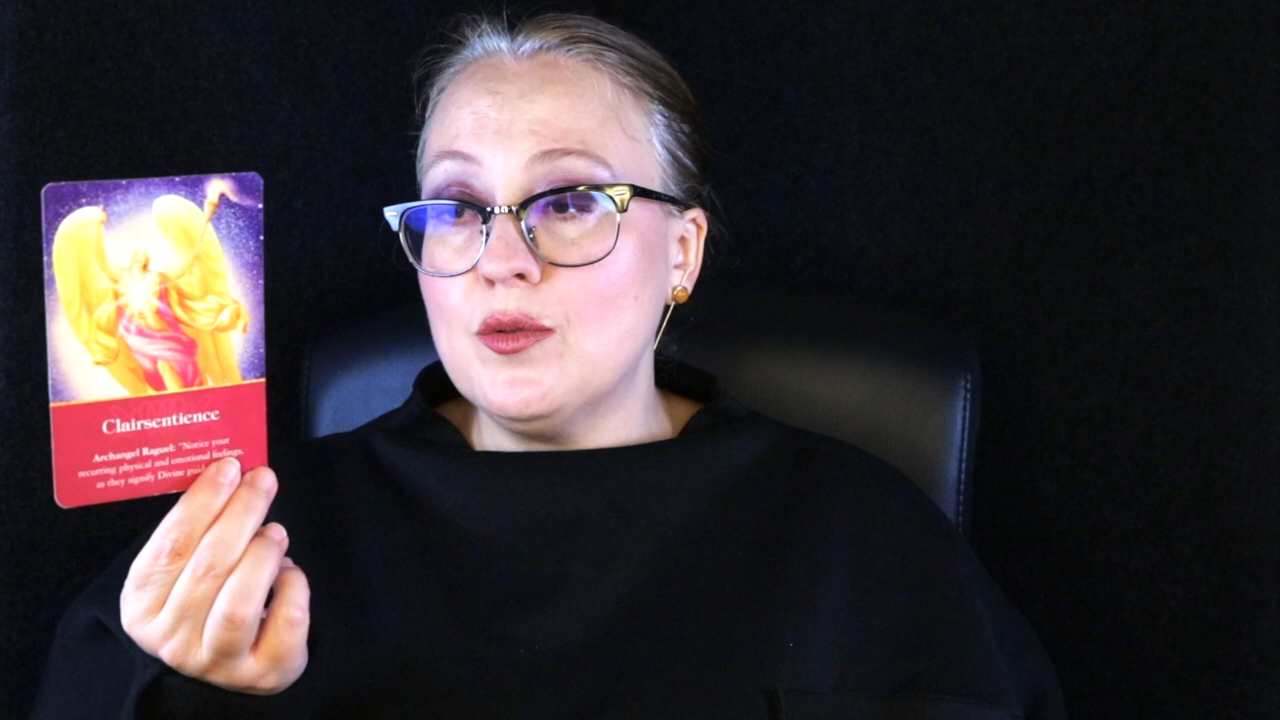 Clairsentience
Archangel Raguel: "Notice your
recurring physical and emotional feelings,
as they signify Divine